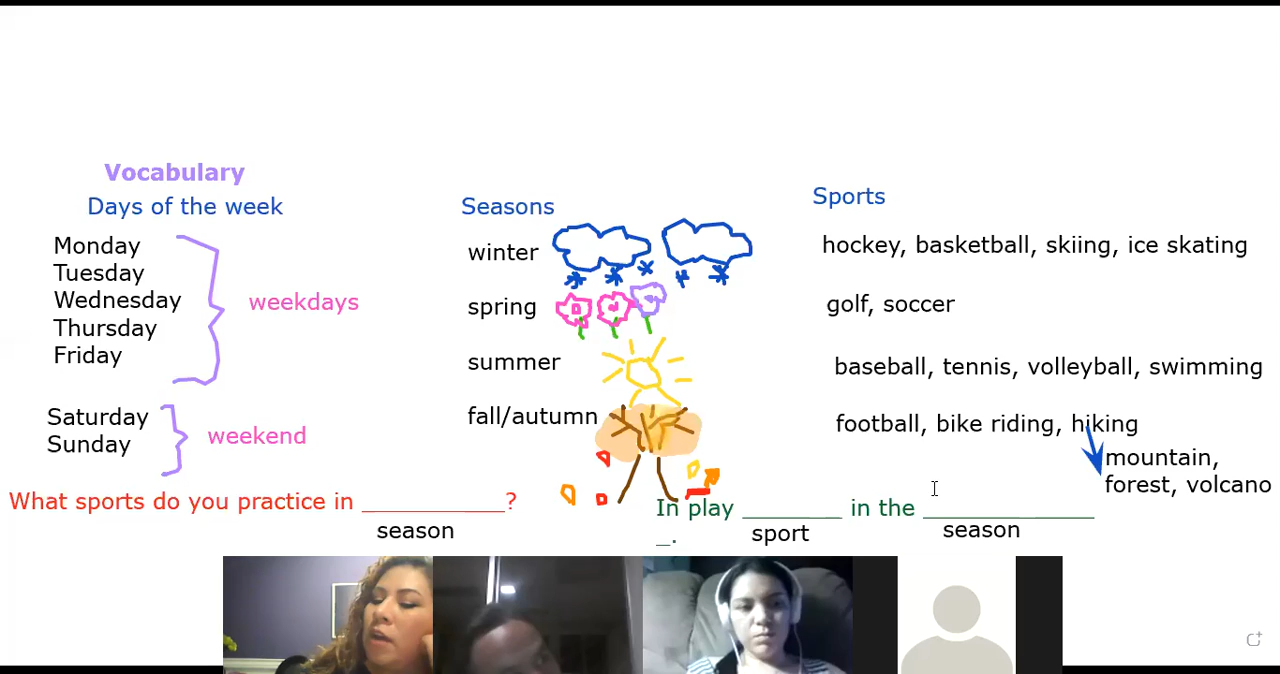 Vocabulary
Days of the week
Monday
Tuesday
Wednesday
Thursday
Friday
weekdays
Saturday
Sunday
weekend
Seasons
winter
spring
summer
fall/autumn
Sports
hockey, basketball, skiing, ice skating
golf, soccer
baseball, tennis, volleyball, swimming
football, bike riding, hiking
mountain,
forest, volcano
What sports do you practice in ____________?
season
In play ________ in the ______________
_.
sport
season